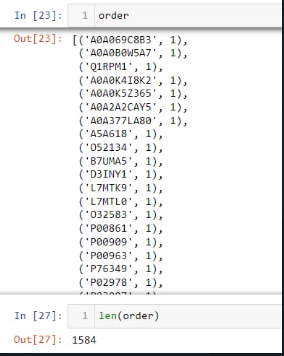 In [23]: 1 order
Out[23]: [('A0A069C8B3', 1),
('A0A0B0W5A7', 1),
('Q1RPM1', 1),
('A0A0K4I8K2', 1),
('A0A0K5Z365', 1),
('A0A2A2CAY5', 1),
('A0A377LA80', 1),
('A5A618', 1),
('O52134', 1),
('B7UMA5', 1),
('D3INY1', 1),
('L7MTK9', 1),
('L7MTL0', 1),
('O32583', 1),
('P00861', 1),
('P00909', 1),
('P00963', 1),
('P76349', 1),
('P02978', 1),
In [27]: 1 len(order)
Out[27]: 1584